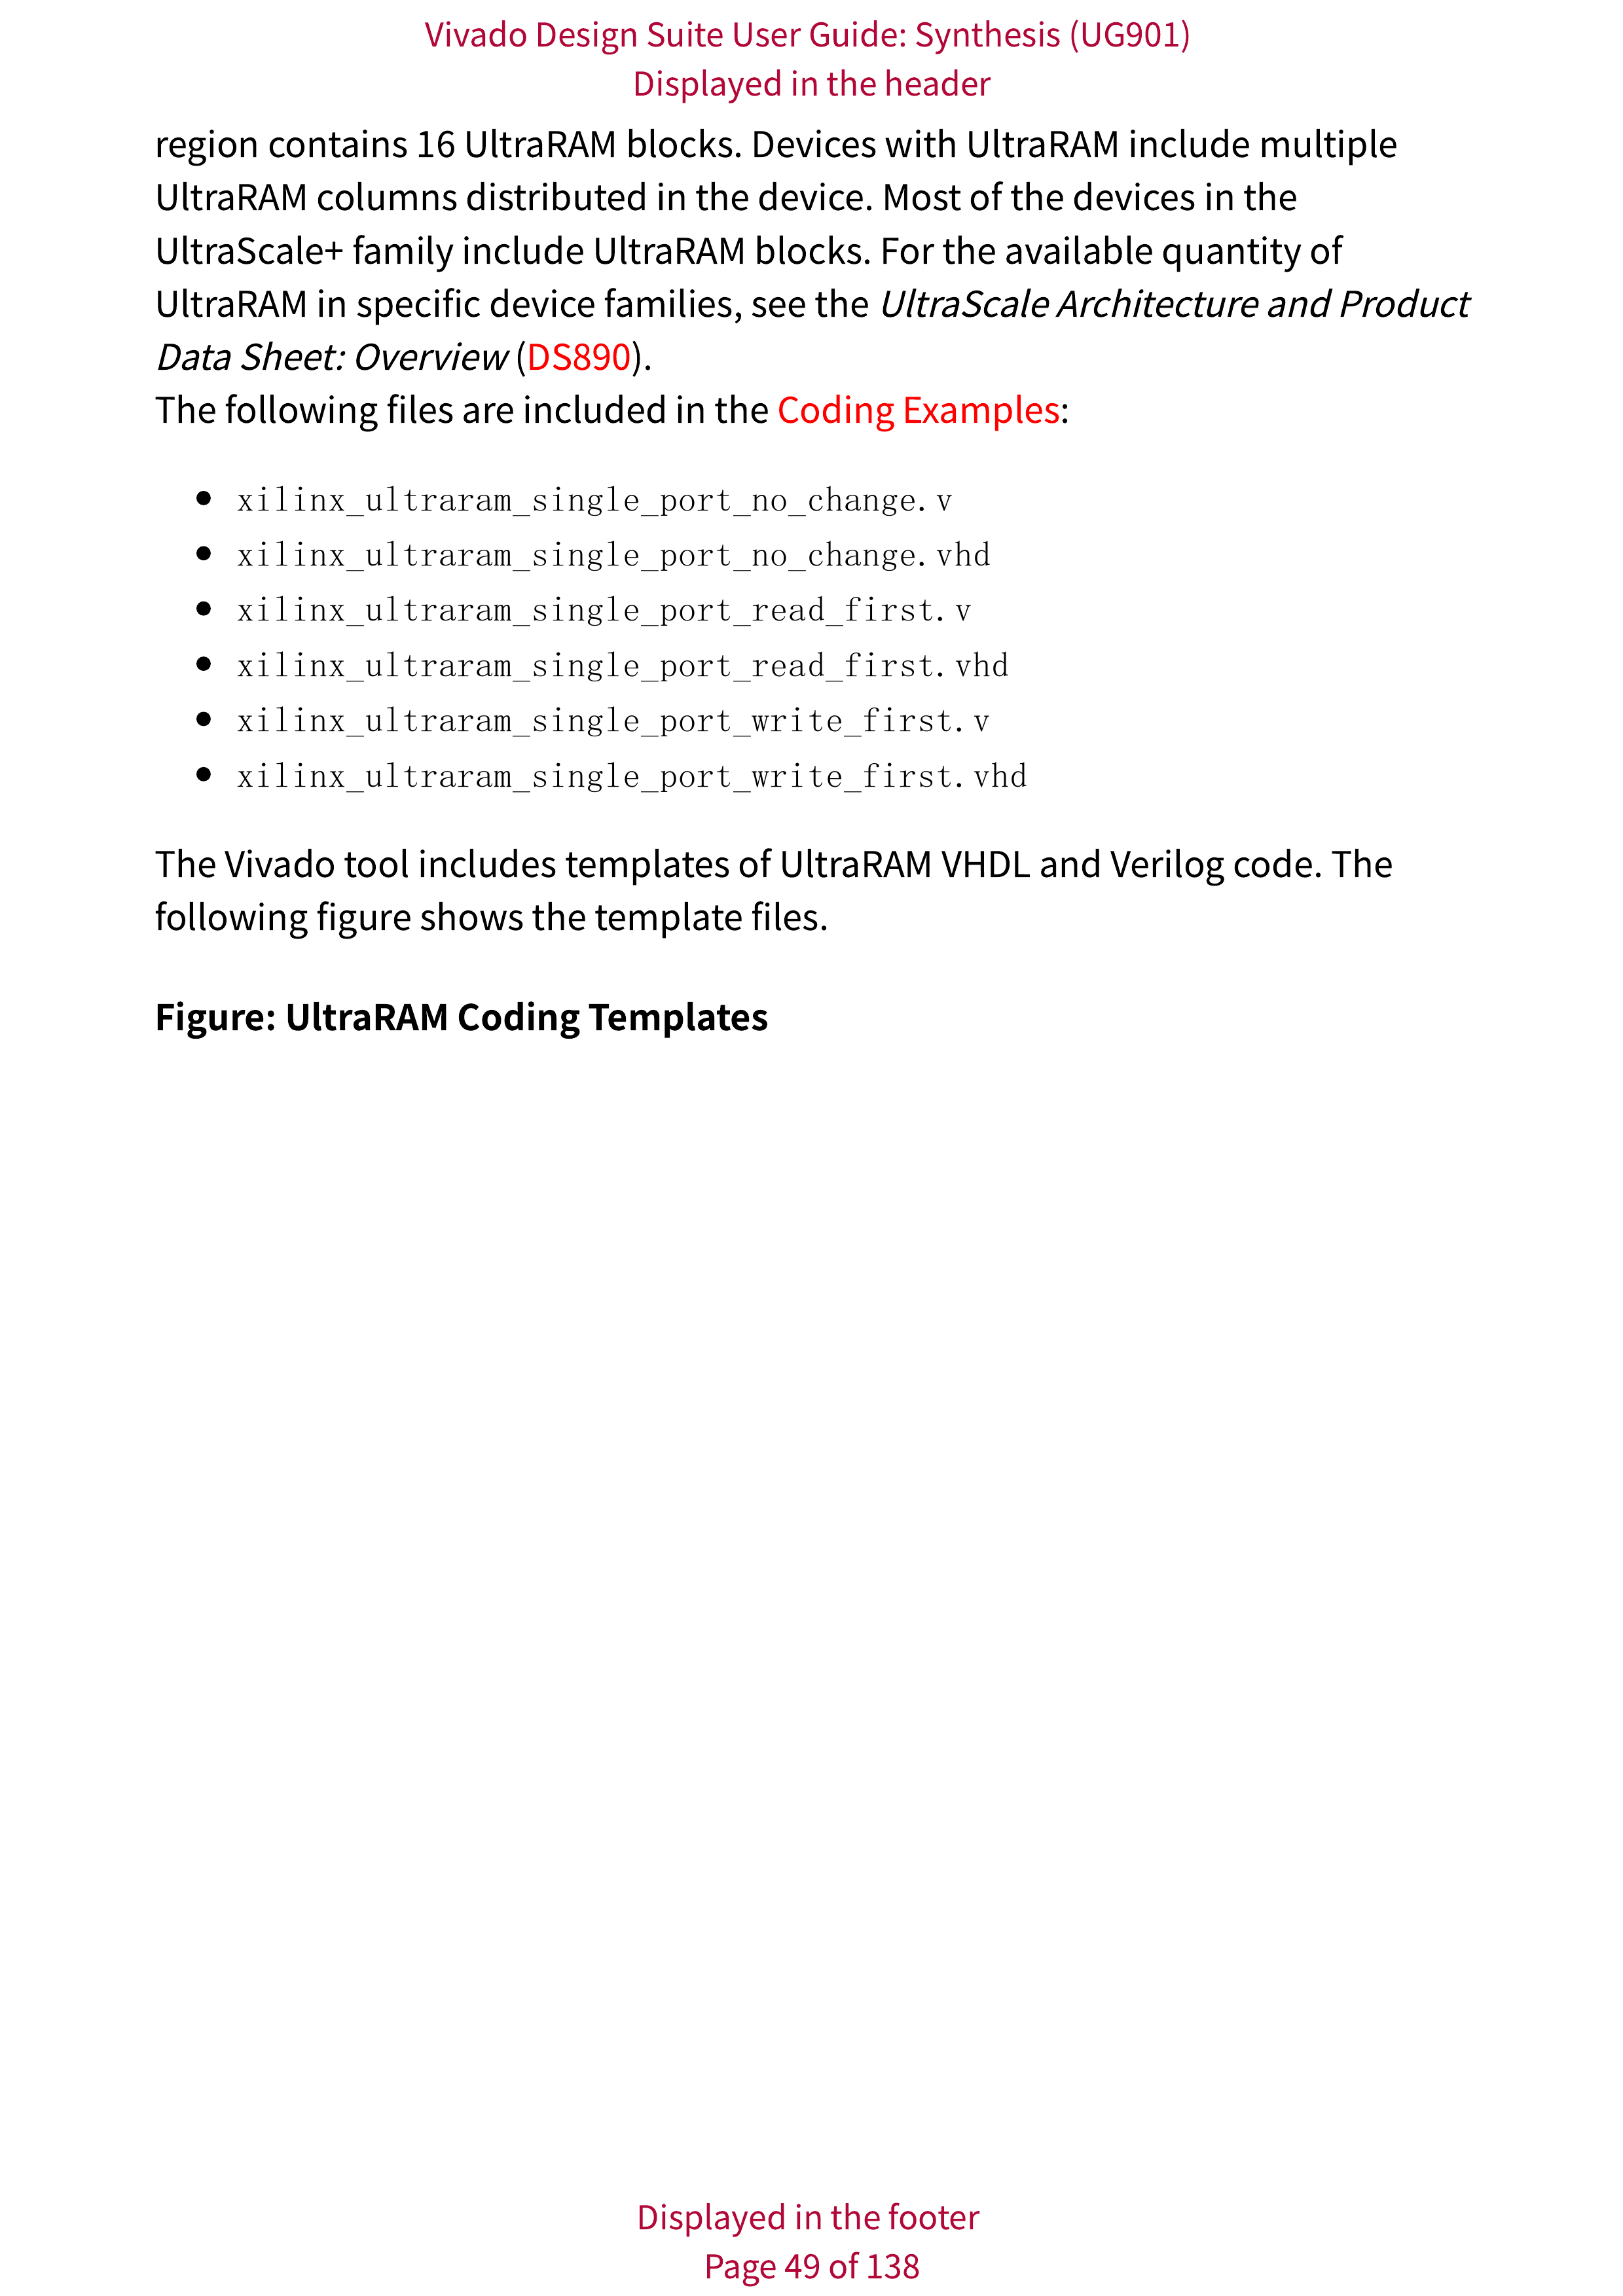 Vivado Design Suite User Guide: Synthesis (UG901)
Displayed in the header
region contains 16 UltraRAM blocks. Devices with UltraRAM include multiple
UltraRAM columns distributed in the device. Most of the devices in the
UltraScale+ family include UltraRAM blocks. For the available quantity of
UltraRAM in specific device families, see the UltraScale Architecture and Product
Data Sheet: Overview (DS890).
The following files are included in the Coding Examples:
● xilinx_ultraram_single_port_no_change.v
● xilinx_ultraram_single_port_no_change.vhd
● xilinx_ultraram_single_port_read_first.v
● xilinx_ultraram_single_port_read_first.vhd
● xilinx_ultraram_single_port_write_first.v
● xilinx_ultraram_single_port_write_first.vhd
The Vivado tool includes templates of UltraRAM VHDL and Verilog code. The
following figure shows the template files.
Figure: UltraRAM Coding Templates
Displayed in the footer
Page 49 of 138